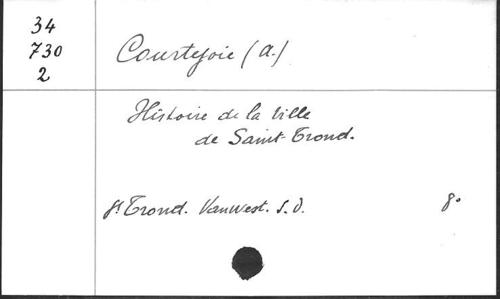 34
730
2
Courtejoie (A.)
Histoire de la Ville
de Saint-Trond.
St Trond. Vanwest. S.d.
8°